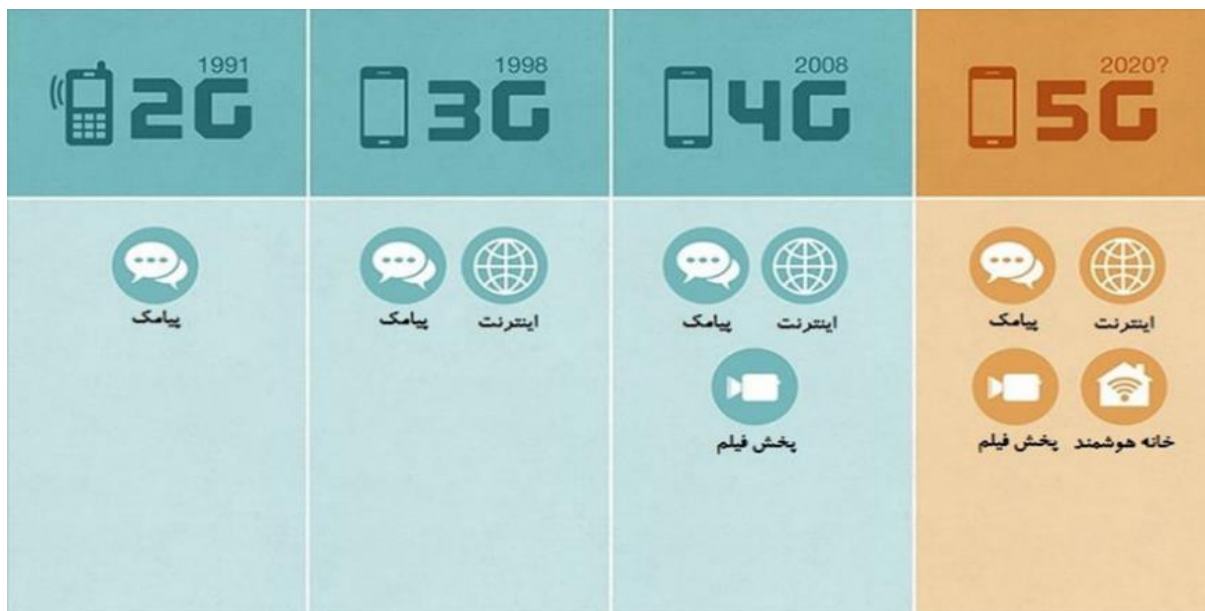 1991
2G
1998
3G
2008
4G
2020?
5G
پیامک
پیامک
اینترنت
پیامک
اینترنت
پخش فیلم
پیامک
اینترنت
پخش فیلم
خانه هوشمند